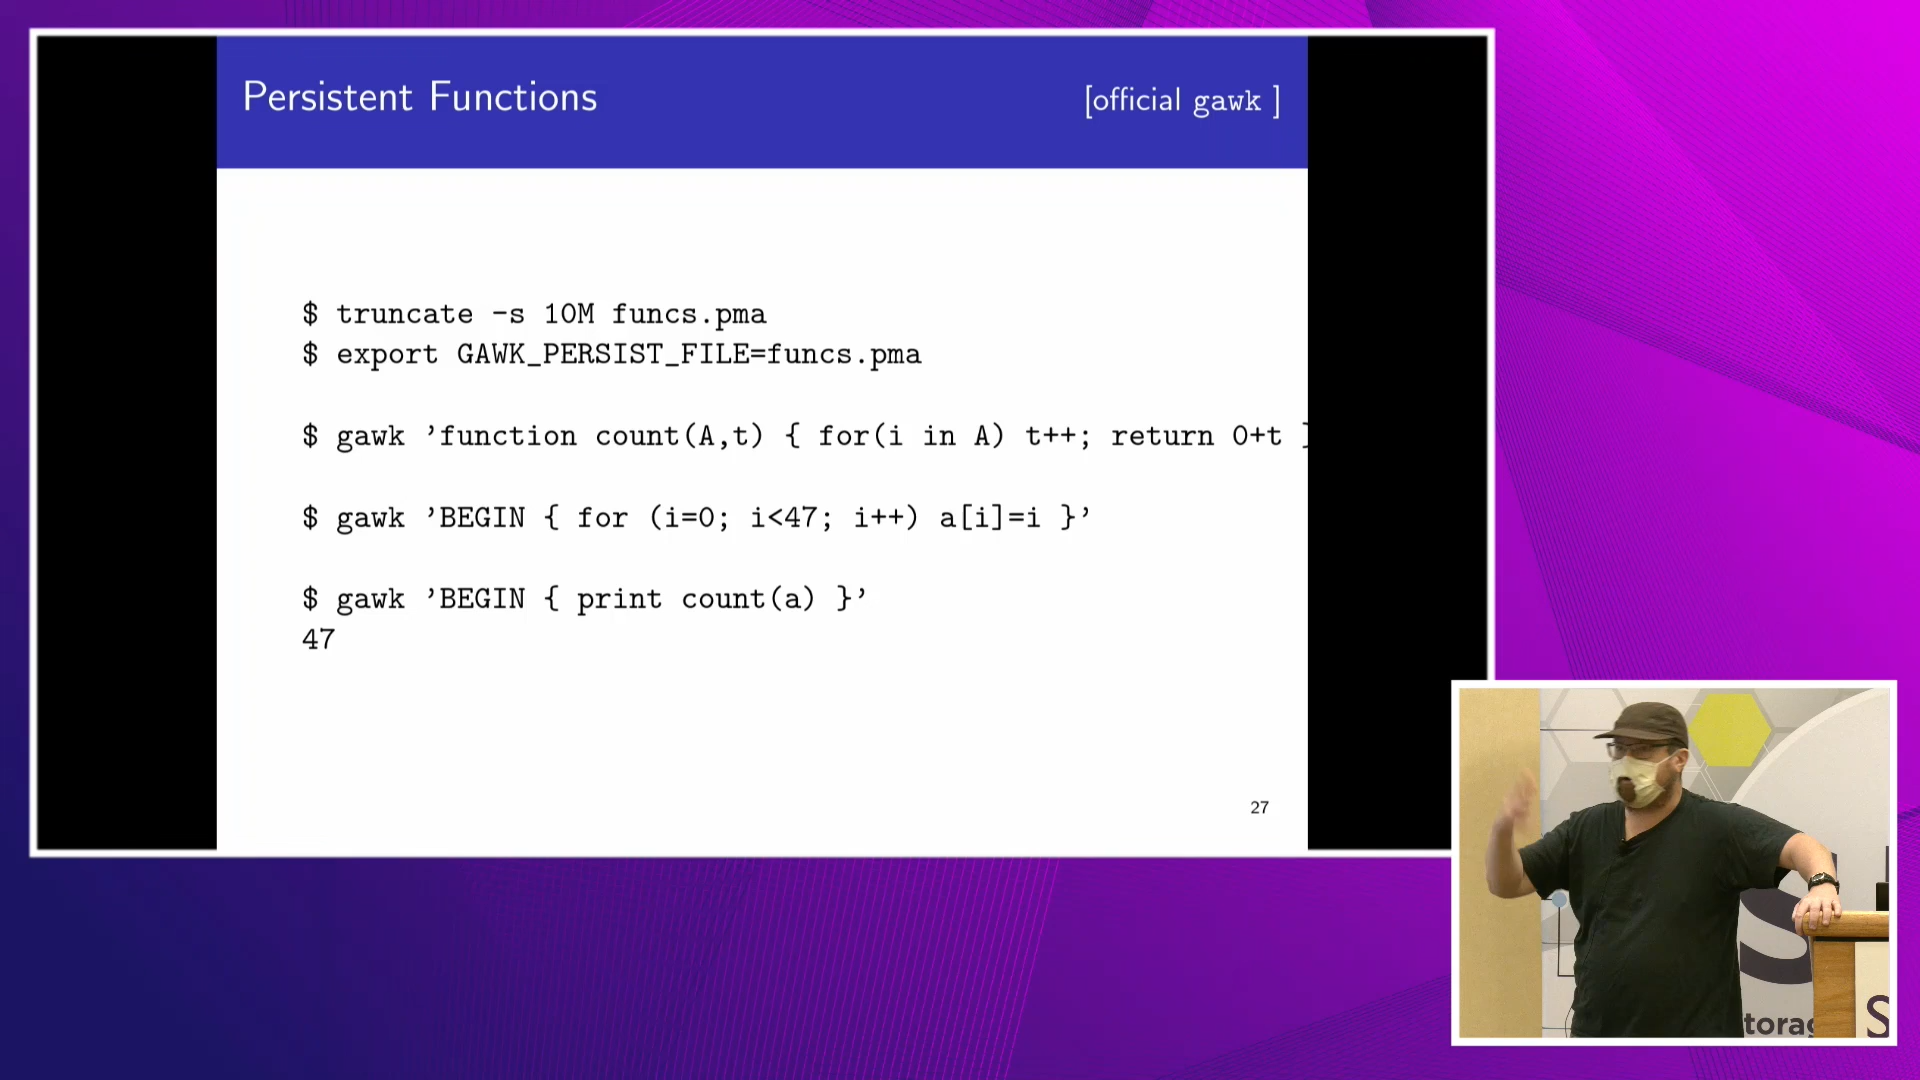 Persistent Functions [official gawk ]
$ truncate -s 10M funcs.pma
$ export GAWK_PERSIST_FILE=funcs.pma
$ gawk ’function count(A,t) { for(i in A) t++; return 0+t }
$ gawk ’BEGIN { for (i=0; i<47; i++) a[i]=i }’
$ gawk ’BEGIN { print count(a) }’
47
27